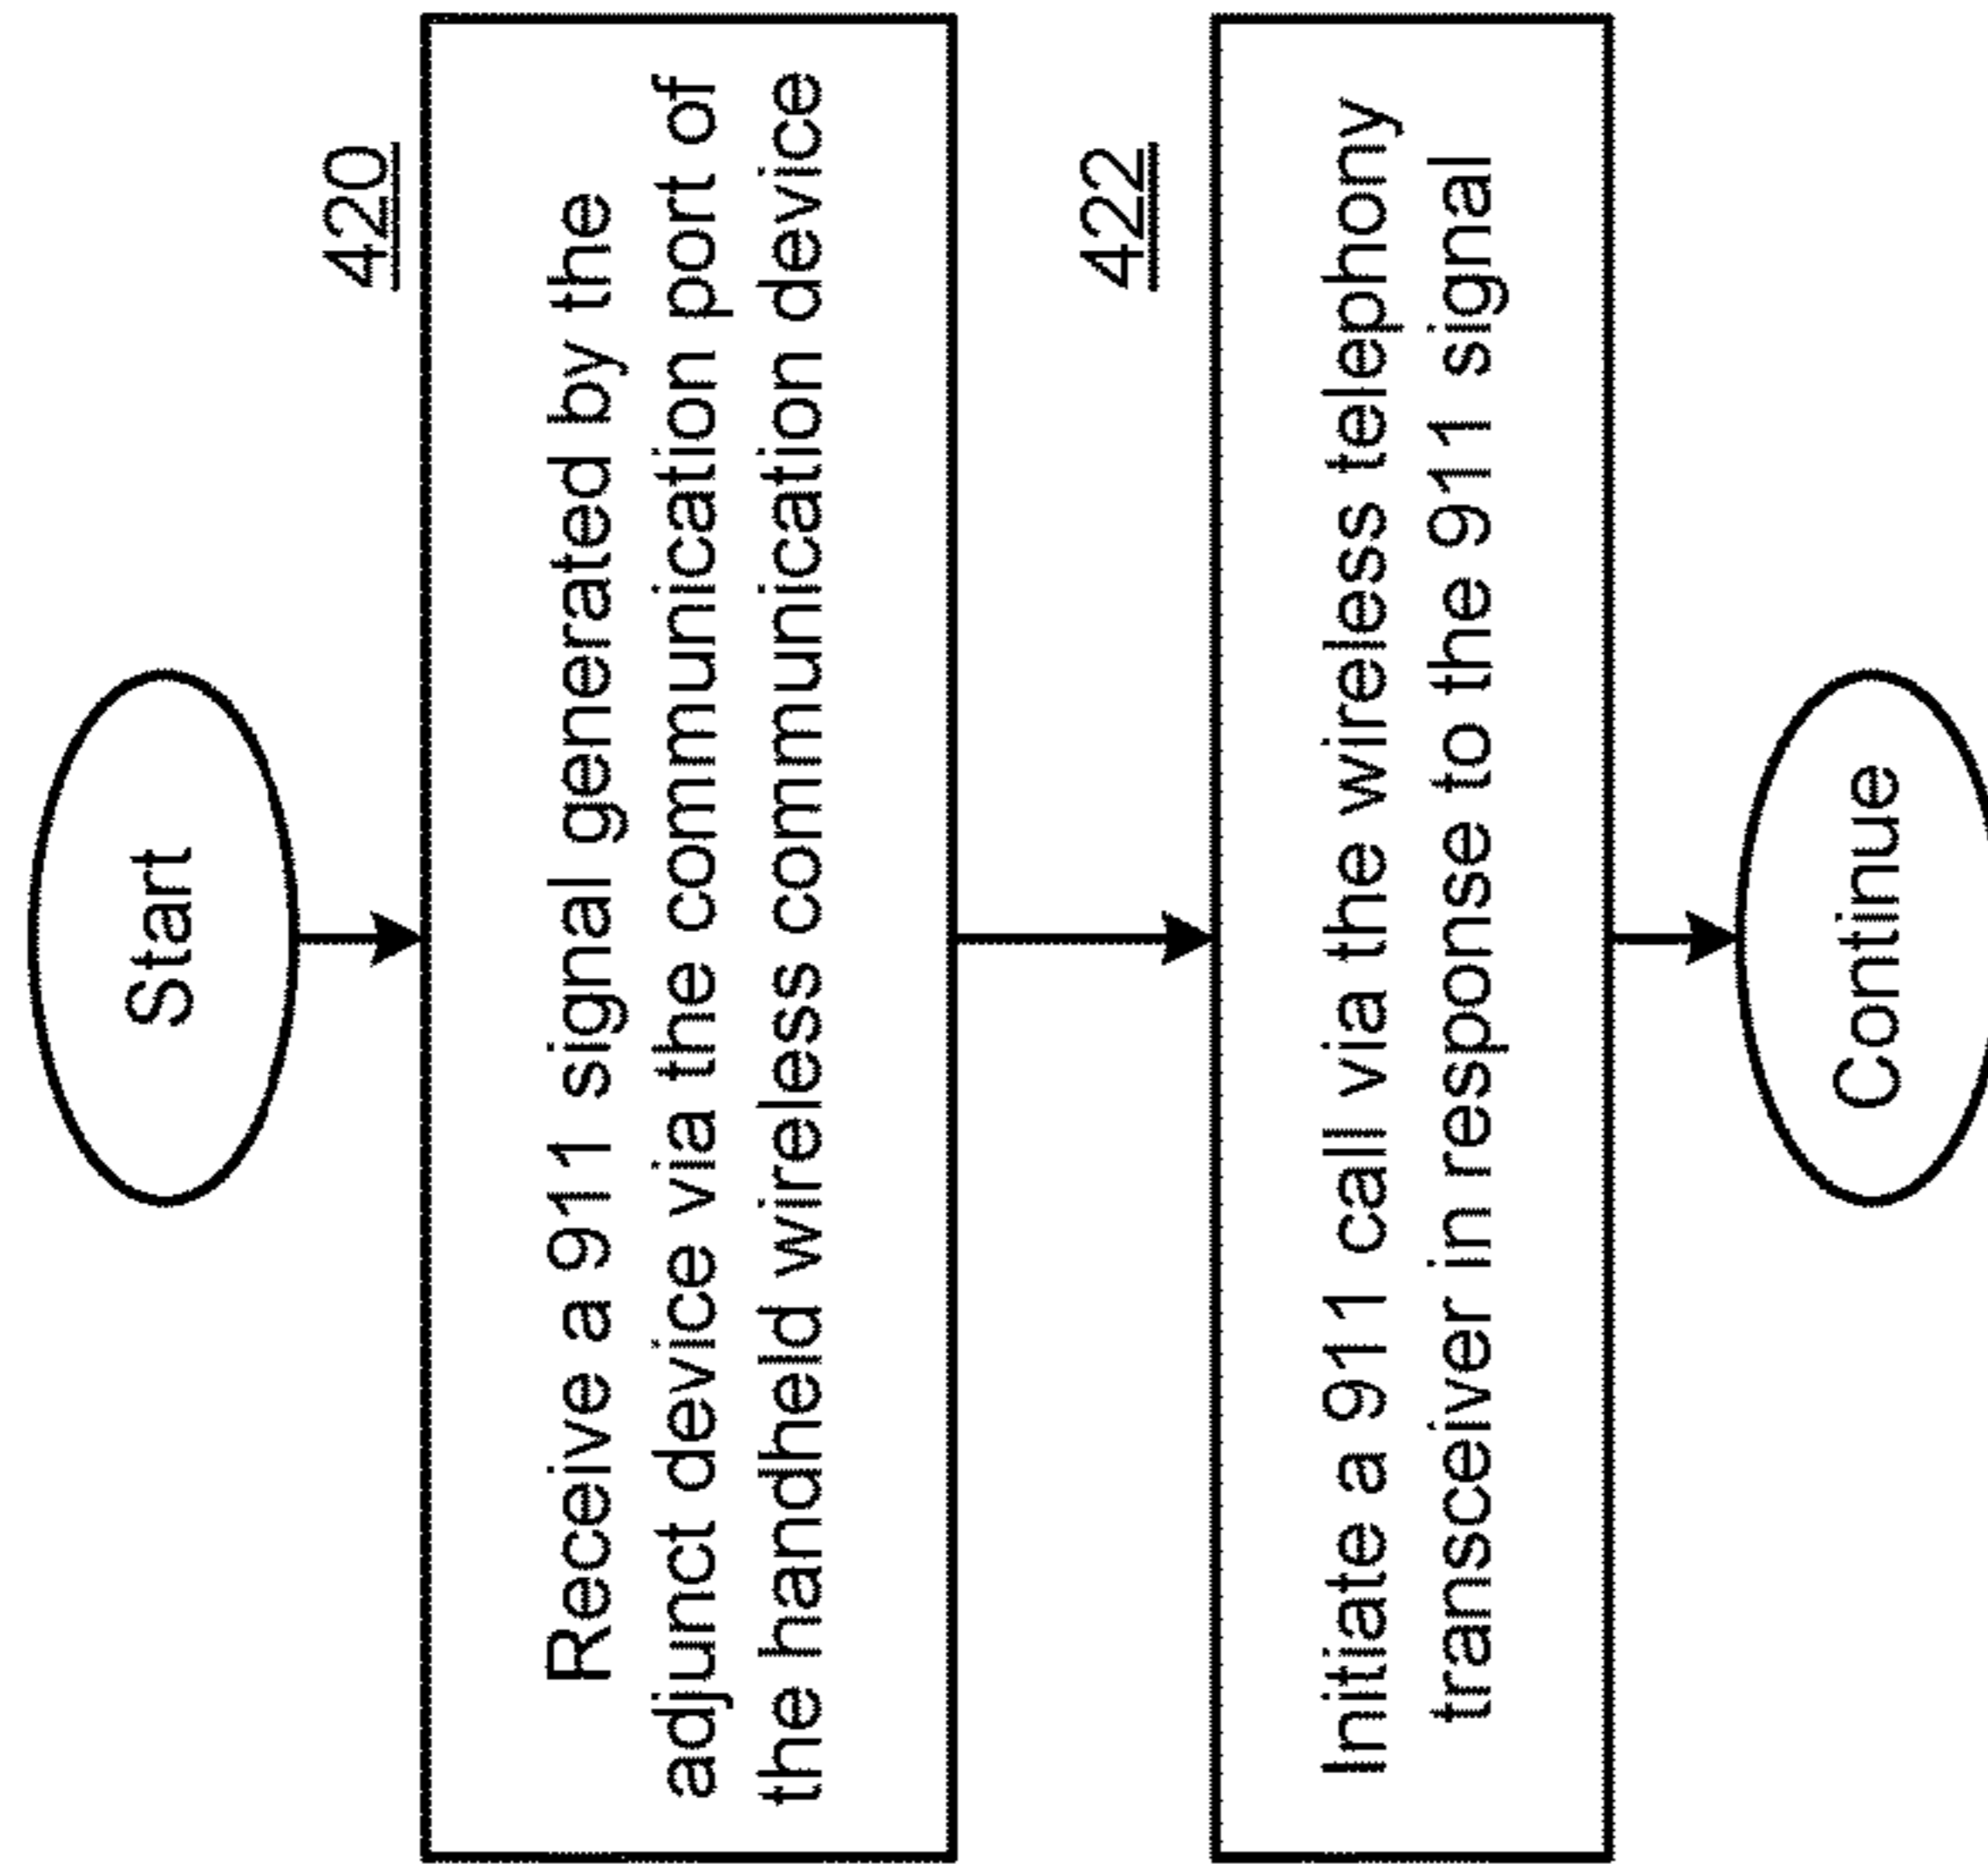 Start
420
Receive a 911 signal generated by the
adjunct device via the communication port of
the handheld wireless communication device
422
Initiate a 911 call via the wireless telephony
transceiver in response to the 911 signal
Continue